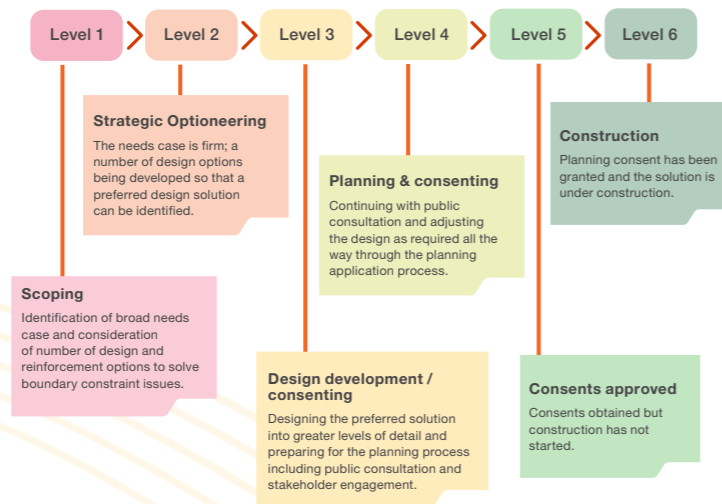 Level 1
Level 2
Level 3
Level 4
Level 5
Level 6
Scoping
Identification of broad needs
case and consideration
of number of design and
reinforcement options to solve
boundary constraint issues.
Strategic Optioneering
The needs case is firm; a
number of design options
being developed so that a
preferred design solution
can be identified.
Design development /
consenting
Designing the preferred solution
into greater levels of detail and
preparing for the planning process
including public consultation and
stakeholder engagement.
Planning & consenting
Continuing with public
consultation and adjusting
the design as required all the
way through the planning
application process.
Consents approved
Consents obtained but
construction has not
started.
Construction
Planning consent has been
granted and the solution is
under construction.